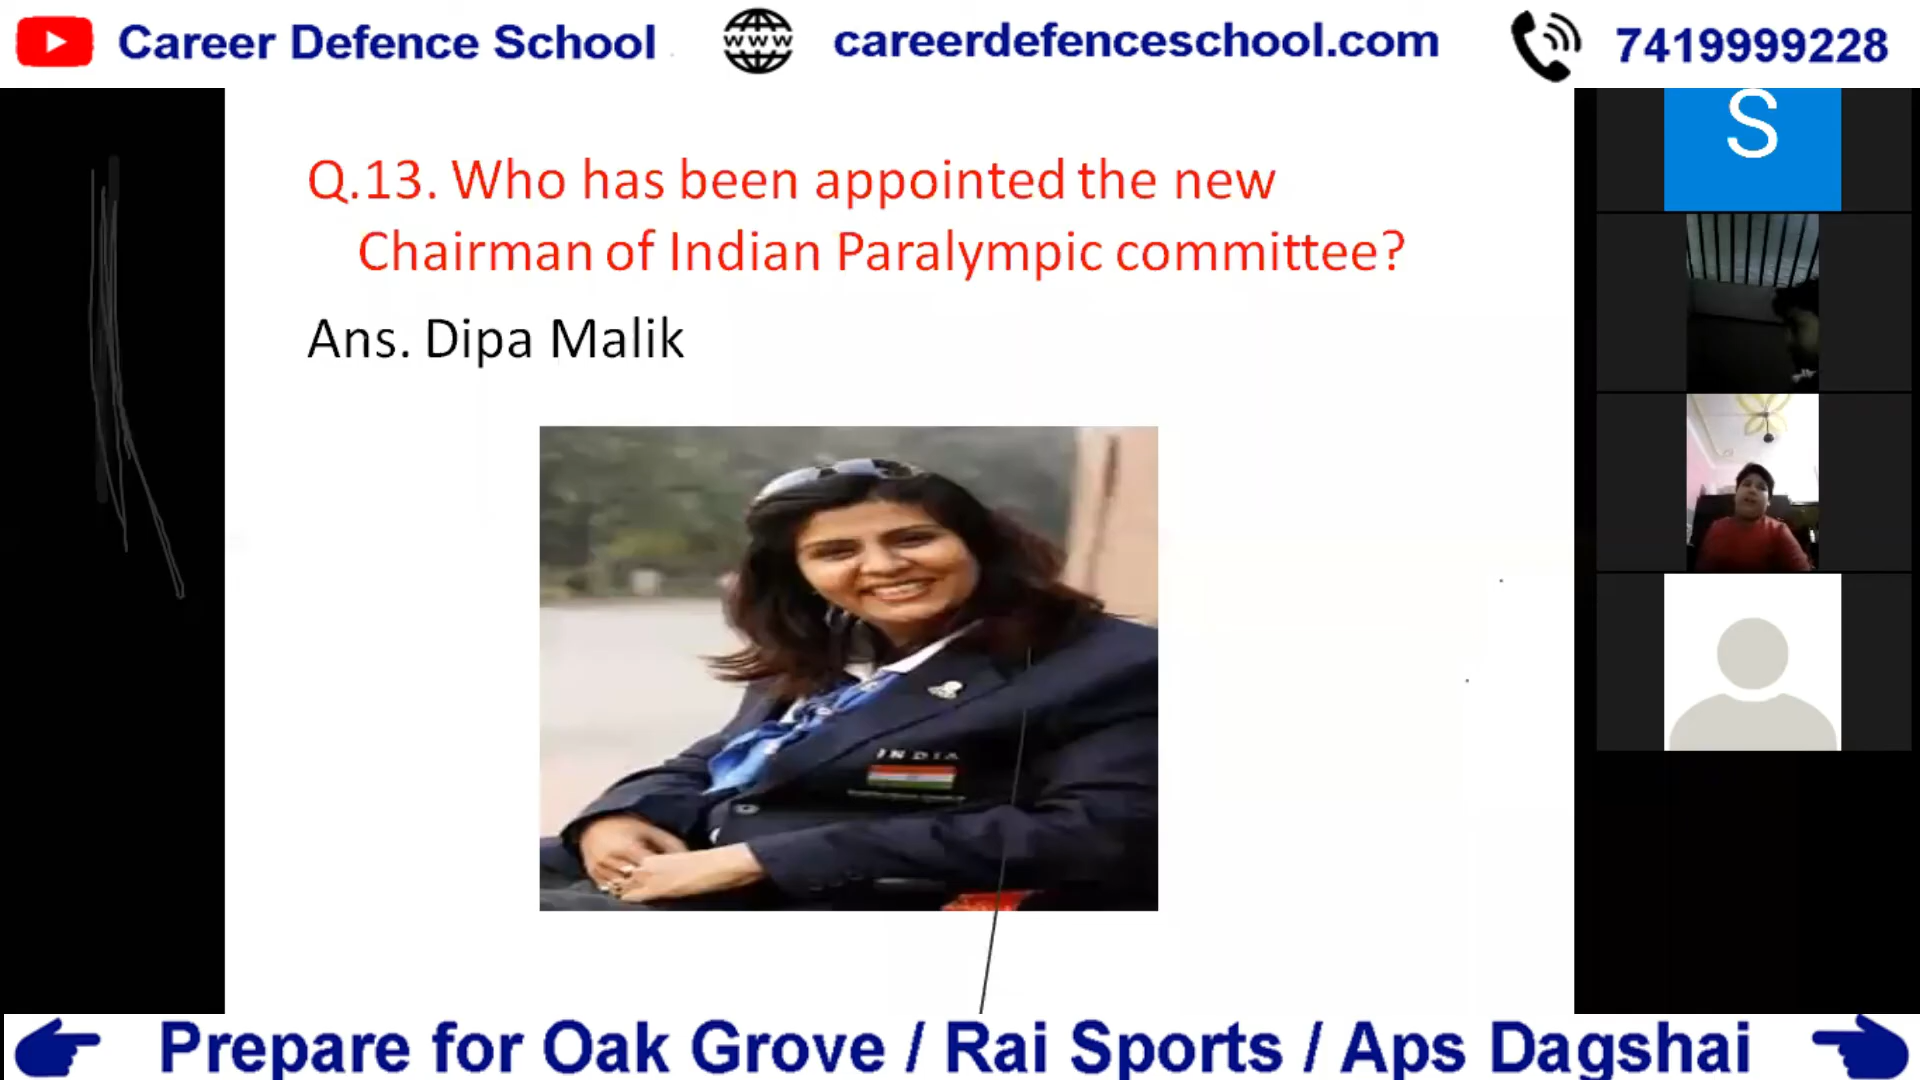 Career Defence School
www
careerdefenceschool.com
7419999228
S
Q.13. Who has been appointed the new
Chairman of Indian Paralympic committee?
Ans. Dipa Malik
INDIA
Prepare for Oak Grove / Rai Sports / Aps Dagshai